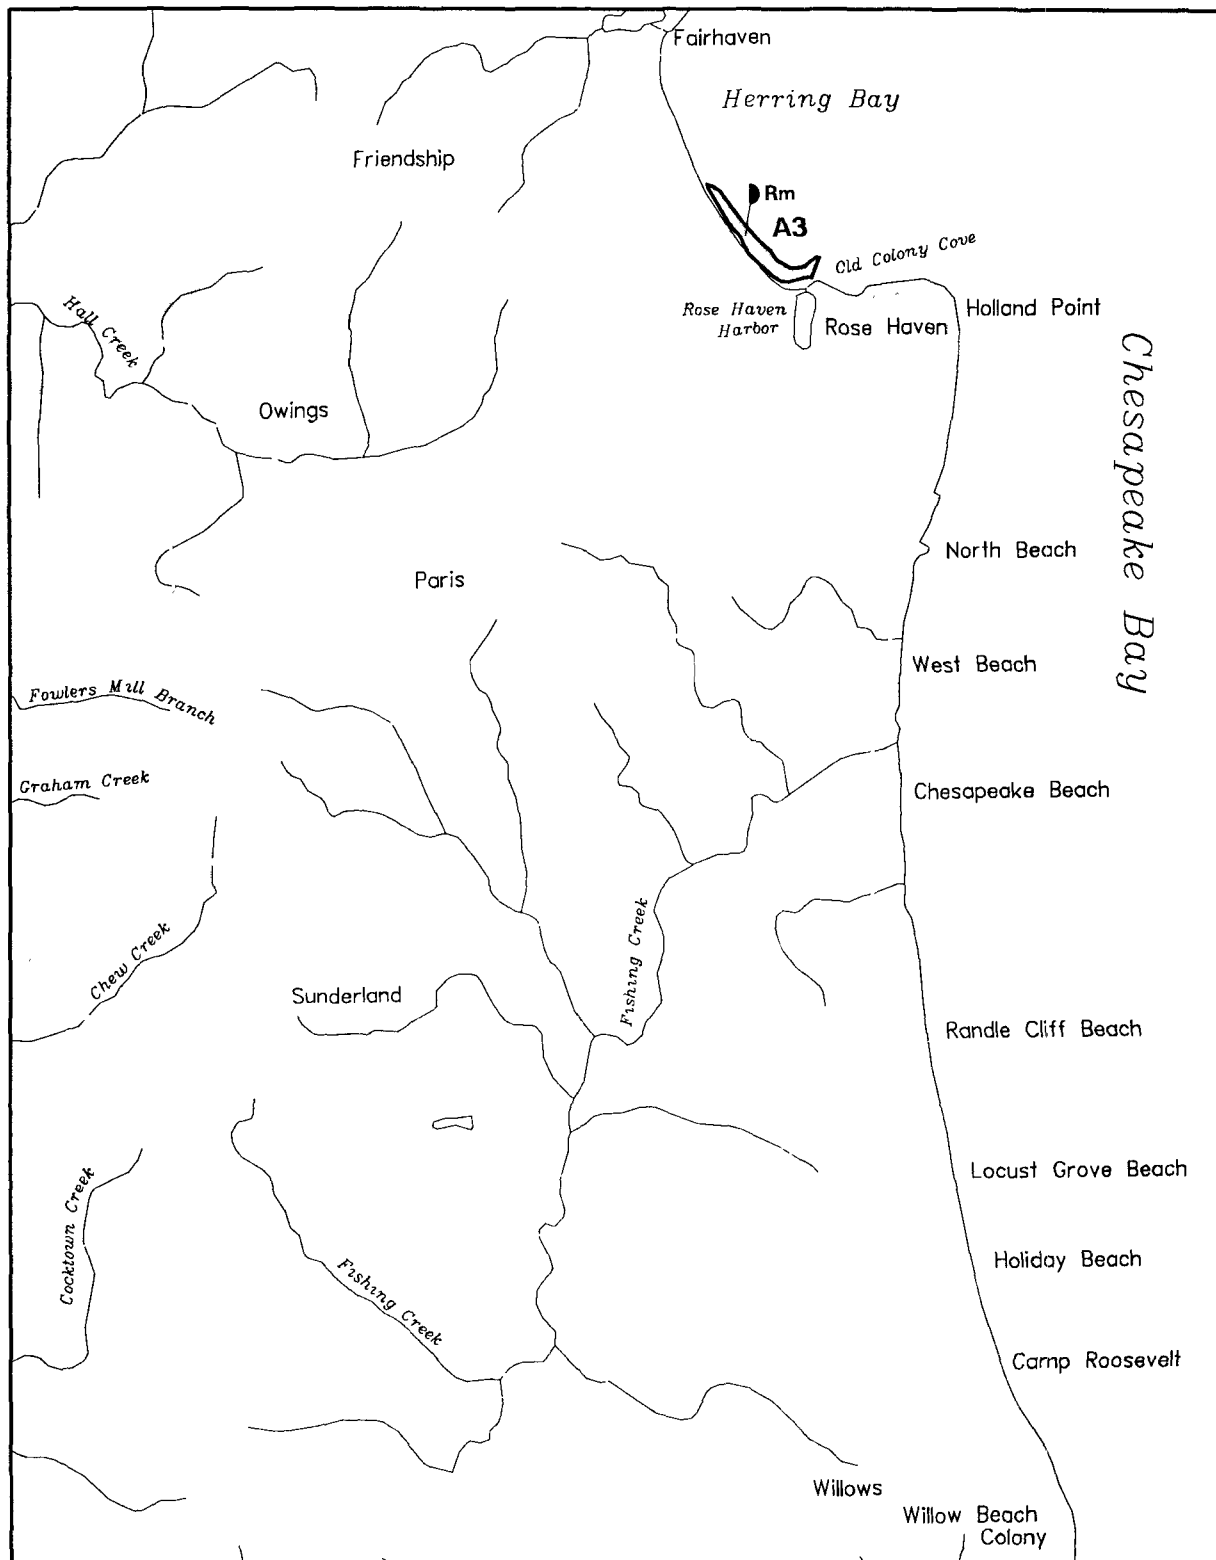 Fairhaven
Herring Bay
Friendship
Rm
A3
Old Colony Cove
Rose Haven
Harbor
Rose Haven
Holland Point
Hall Creek
Chesapeake Bay
Owings
North Beach
Paris
West Beach
Fowlers Mill Branch
Graham Creek
Chesapeake Beach
Fishing Creek
Chew Creek
Sunderland
Randle Cliff Beach
Locust Grove Beach
Cocktown Creek
Holiday Beach
Fishing Creek
Camp Roosevelt
Willows
Willow Beach
Colony